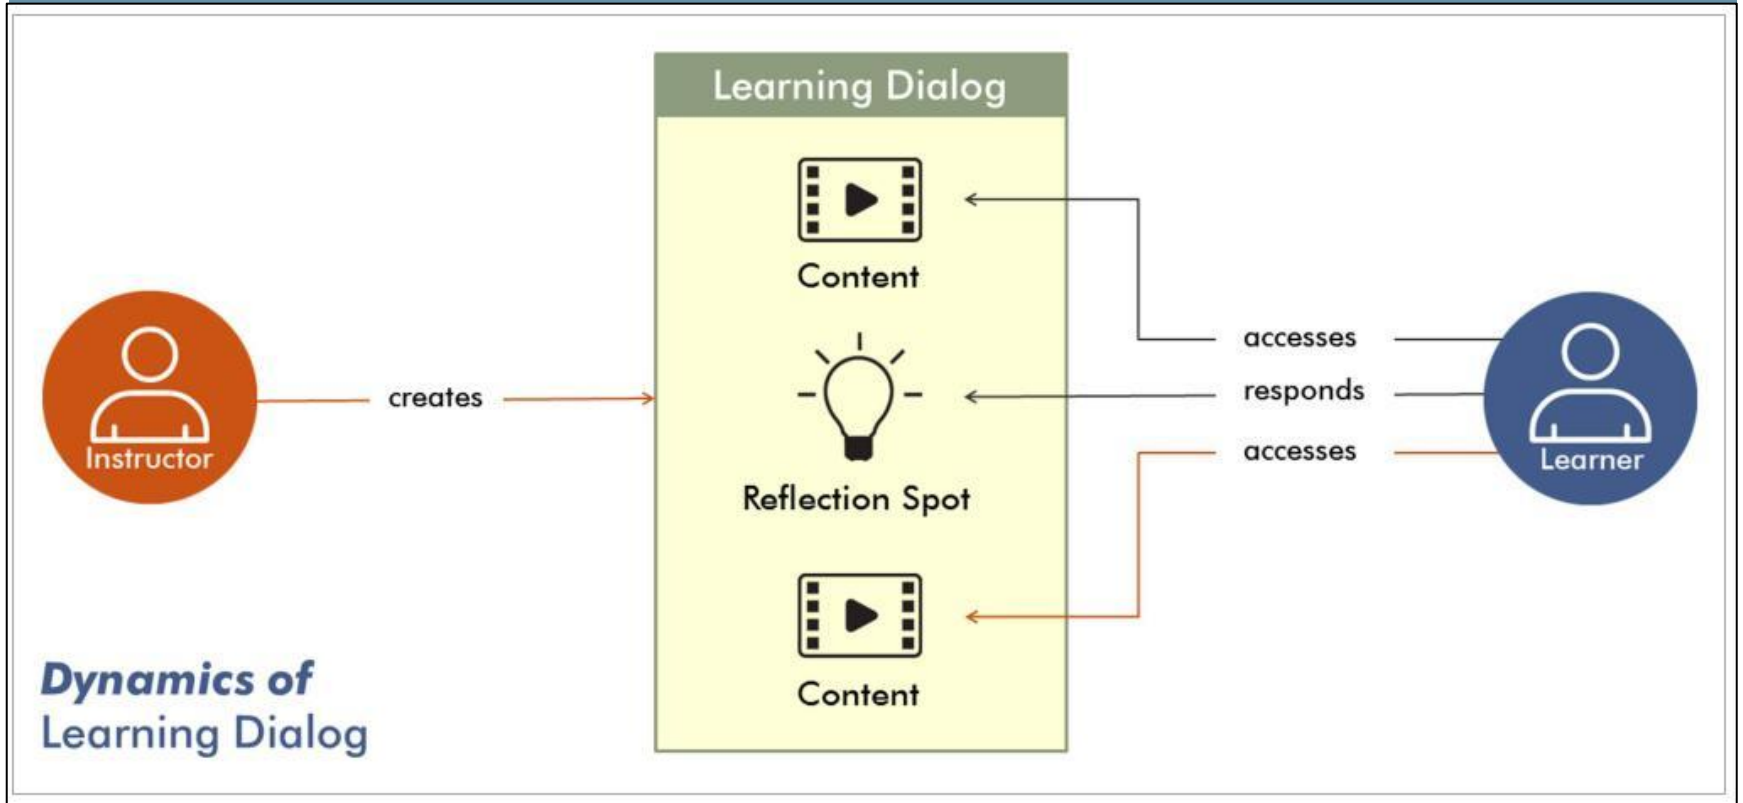 Learning Dialog
Content
accesses
Instructor
creates
responds
Learner
Reflection Spot
accesses
Content
Dynamics of
Learning Dialog